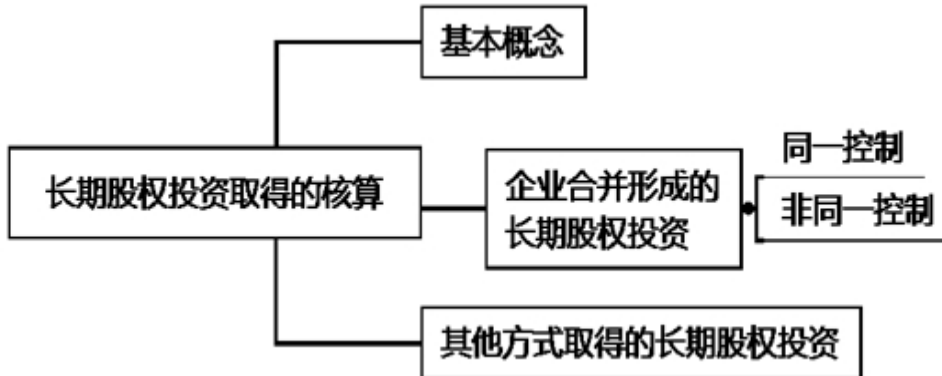 基本概念
长期股权投资取得的核算
企业合并形成的
长期股权投资
同一控制
非同一控制
其他方式取得的长期股权投资